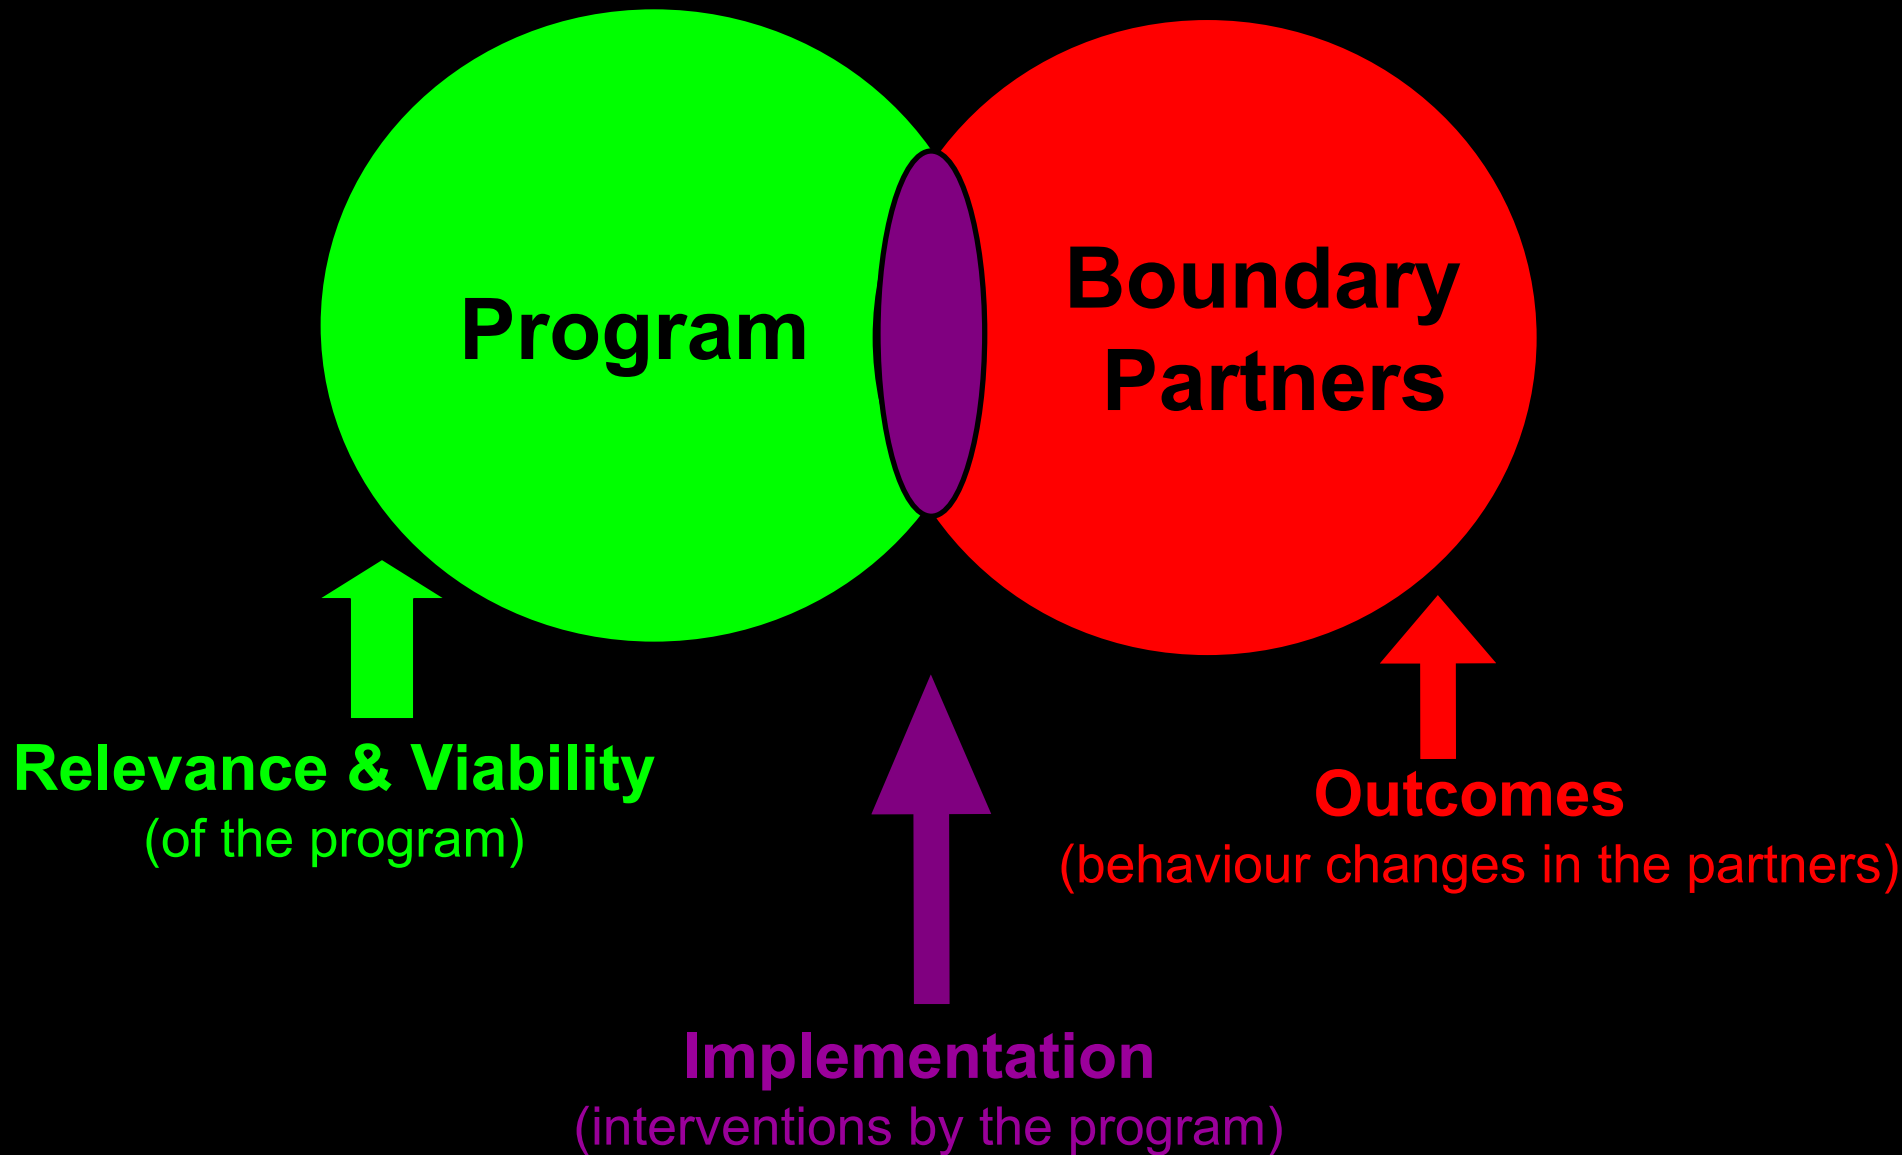 Program
Boundary
Partners
Relevance & Viability
(of the program)
Outcomes
(behaviour changes in the partners)
Implementation
(interventions by the program)